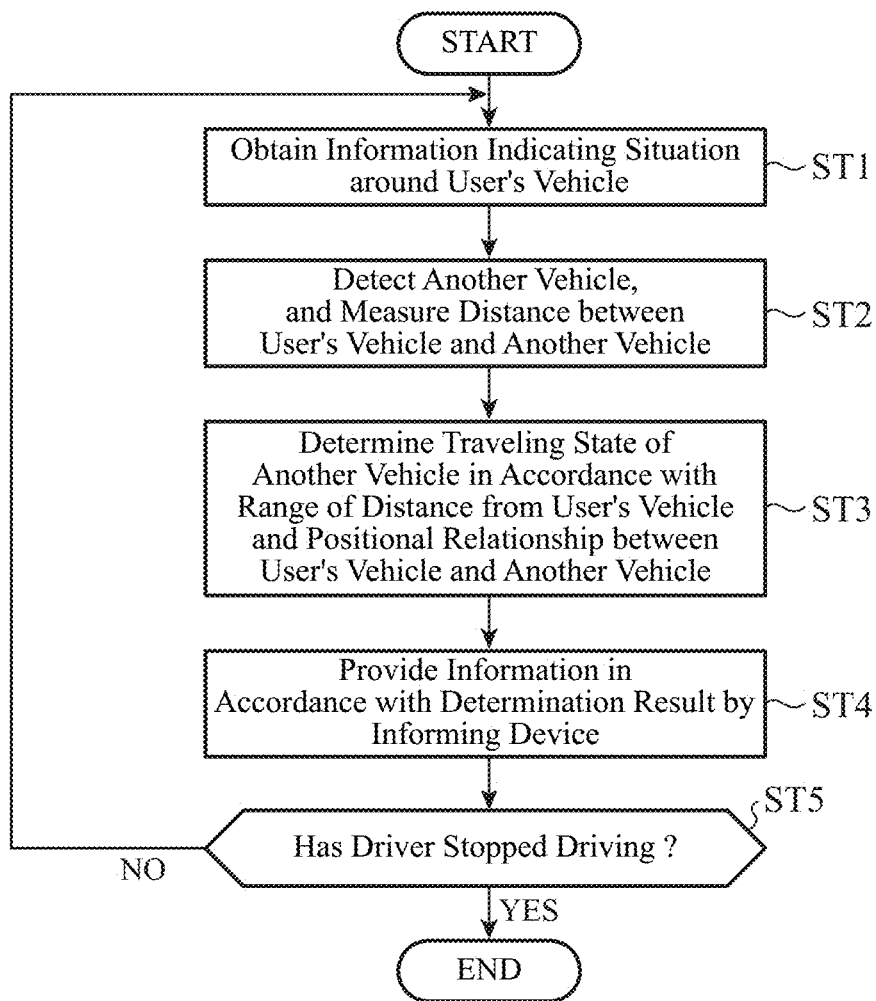 START
Obtain Information Indicating Situation
around User's Vehicle
ST1
Detect Another Vehicle,
and Measure Distance between
User's Vehicle and Another Vehicle
ST2
Determine Traveling State of
Another Vehicle in Accordance with
Range of Distance from User's Vehicle
and Positional Relationship between
User's Vehicle and Another Vehicle
ST3
Provide Information in
Accordance with Determination Result by
Informing Device
ST4
ST5
Has Driver Stopped Driving ?
NO
YES
END